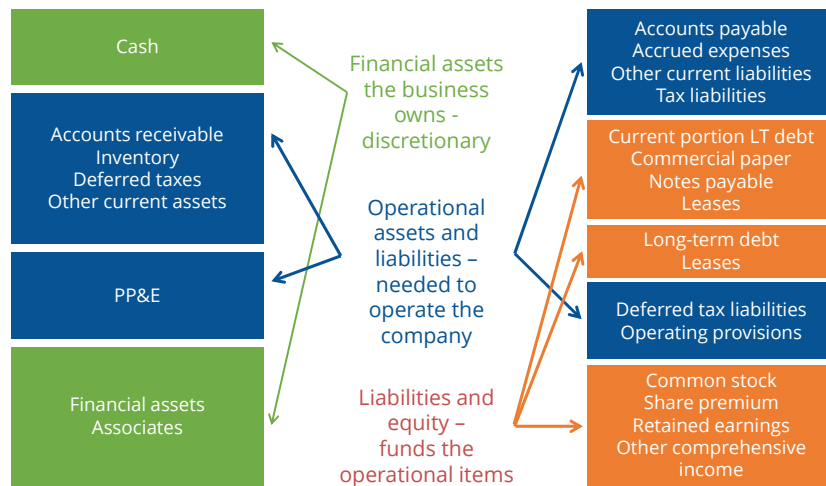 Cash
Accounts receivable
Inventory
Deferred taxes
Other current assets
PP&E
Financial assets
Associates
Financial assets
the business
owns -
discretionary
Operational
assets and
liabilities –
needed to
operate the
company
Liabilities and
equity –
funds the
operational items
Accounts payable
Accrued expenses
Other current liabilities
Tax liabilities
Current portion LT debt
Commercial paper
Notes payable
Leases
Long-term debt
Leases
Deferred tax liabilities
Operating provisions
Common stock
Share premium
Retained earnings
Other comprehensive
income